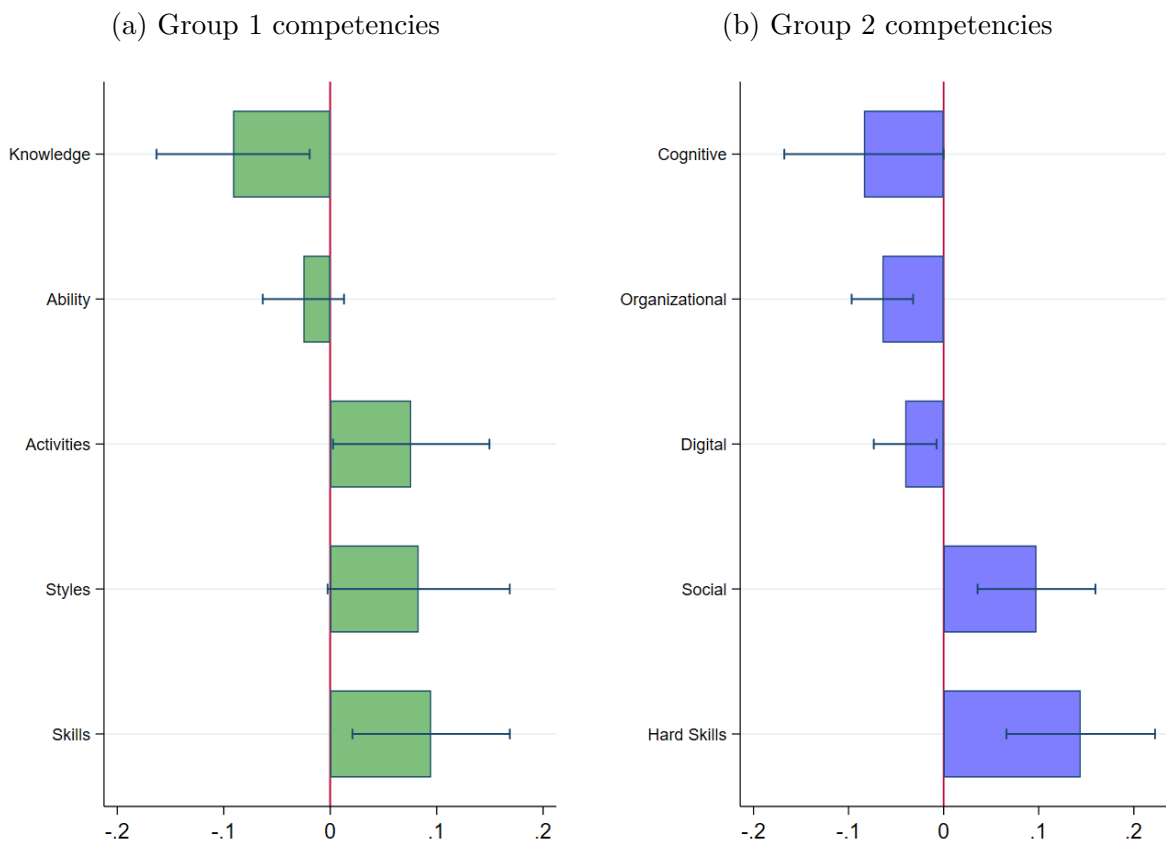 (a) Group 1 competencies
Knowledge
Ability
Activities
Styles
Skills
-.2 -.1 0 .1 .2
(b) Group 2 competencies
Cognitive
Organizational
Digital
Social
Hard Skills
-.2 -.1 0 .1 .2